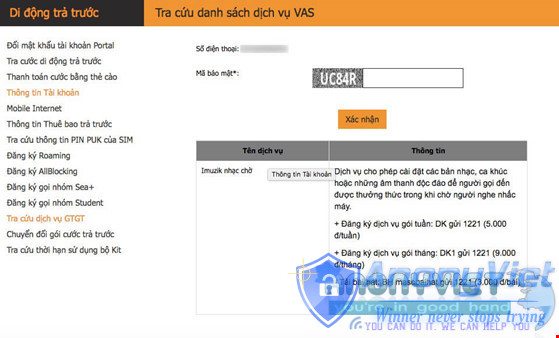 Di động trả trước
Tra cứu danh sách dịch vụ VAS
Đổi mật khẩu tài khoản Portal
Tra cước di động trả trước
Thanh toán cước bằng thẻ cào
Thông tin Tài khoản
Mobile Internet
Thông tin Thuê bao trả trước
Tra cứu thông tin PIN PUK của SIM
Đăng ký Roaming
Đăng ký AllBlocking
Đăng ký gọi nhóm Sea+
Đăng ký gọi nhóm Student
Tra cứu dịch vụ GTGT
Chuyển đổi gói cước trả trước
Tra cứu thời hạn sử dụng bộ Kit
Số điện thoại:
Mã bảo mật*:
UC84R
Xác nhận
Tên dịch vụ
Thông tin
Imuzik nhạc chờ
Thông tin Tài khoản
Dịch vụ cho phép cài đặt các bản nhạc, ca khúc
hoặc những âm thanh độc đáo để người gọi đến
được thưởng thức trong khi chờ người nghe nhấc
máy.
+ Đăng ký dịch vụ gói tuần: DK gửi 1221 (5.000
đ/tuần)
+ Đăng ký dịch vụ gói tháng: DK1 gửi 1221 (9.000
đ/tháng)
+ Tải bài hát: BH masobaihat gửi 1221 (3.000 đ/bài)
AnonyViet
you're in good hand
Winner never stops trying
YOU CAN DO IT. WE CAN HELP YOU